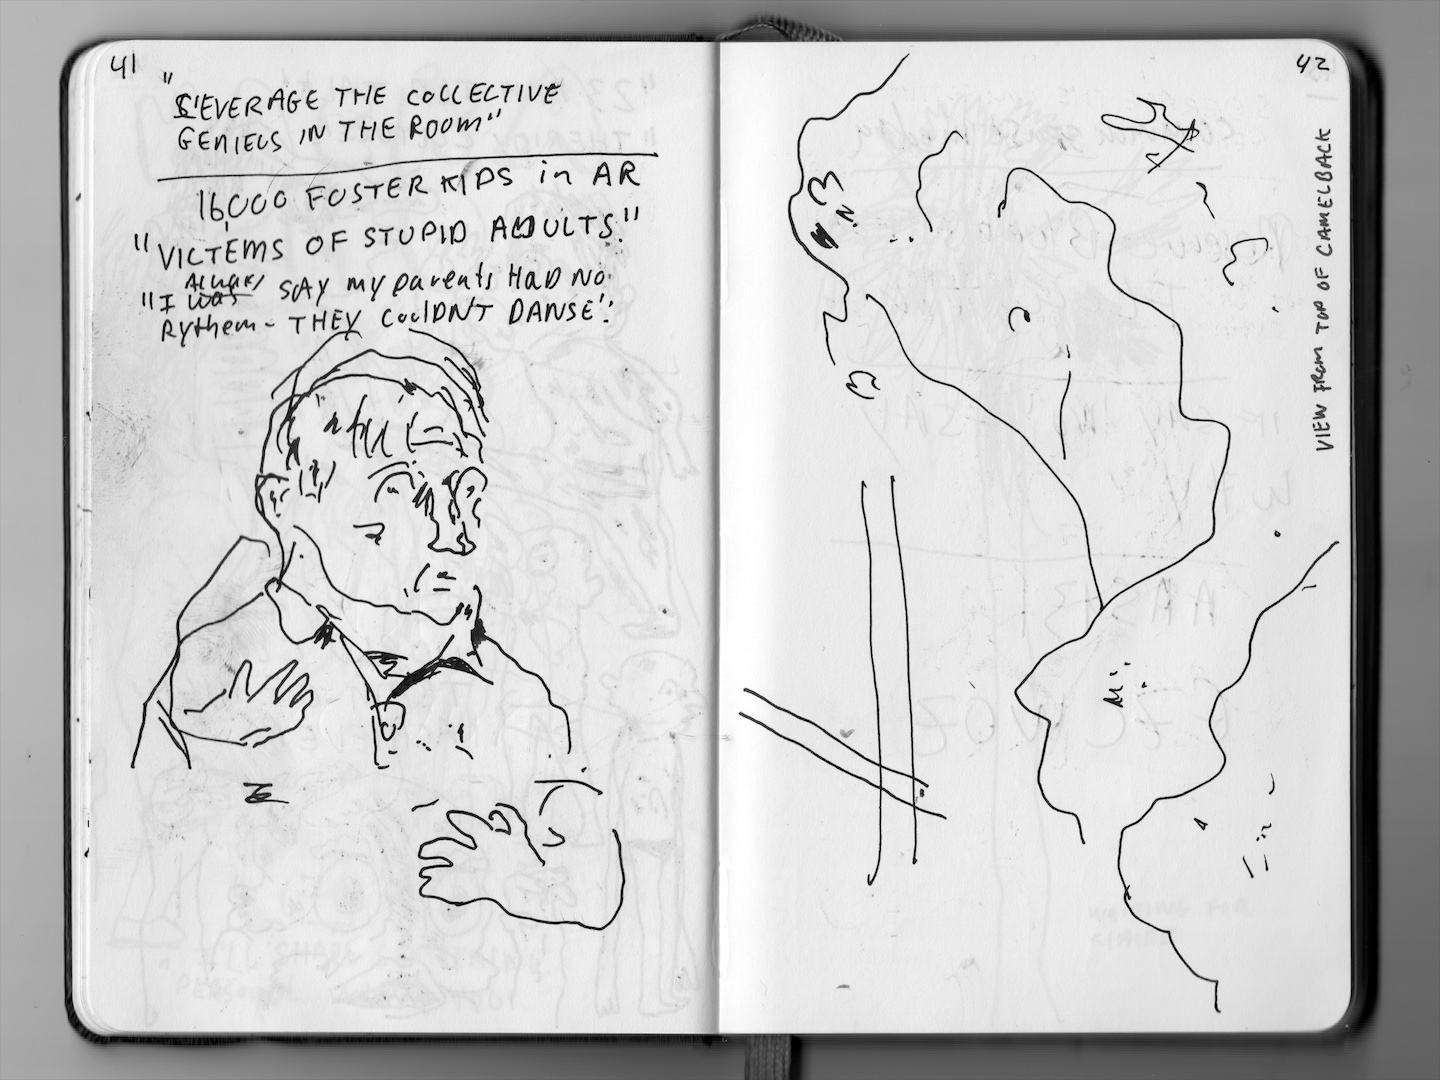 41
"
LEVERAGE THE COLLECTIVE
GENIEUS IN THE ROOM"
16,000 FOSTER KIDS in AR
"VICTEMS OF STUPID ADULTS."
ALWAYS
"I was SAY my parents HAD NO
Rythem - THEY CoulDN'T DANSE".
42
VIEW FROM TOP OF CAMELBACK